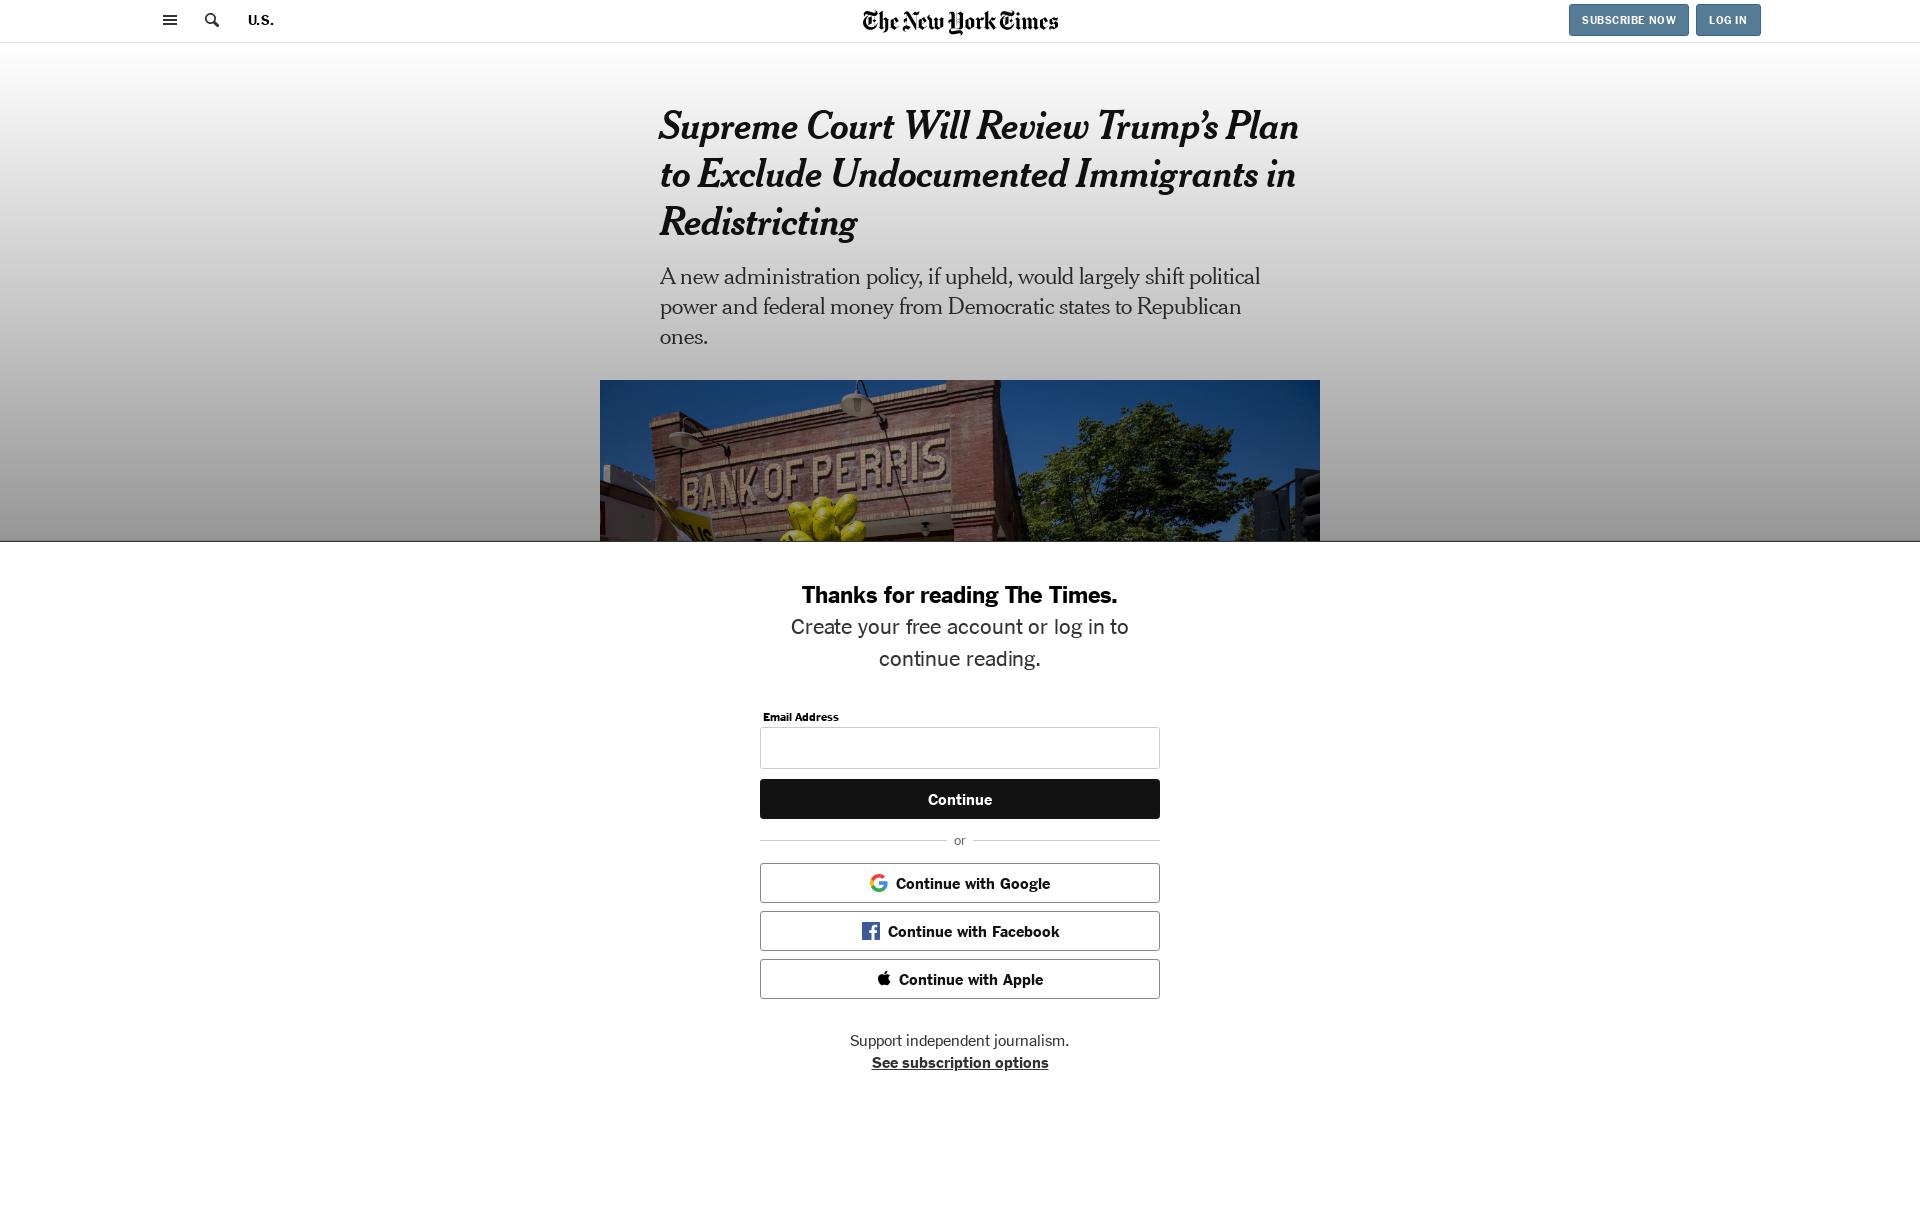 U.S.
The New York Times
SUBSCRIBE NOW
LOG IN
Supreme Court Will Review Trump’s Plan
to Exclude Undocumented Immigrants in
Redistricting
A new administration policy, if upheld, would largely shift political
power and federal money from Democratic states to Republican
ones.
BANK OF PERRIS
Thanks for reading The Times.
Create your free account or log in to
continue reading.
Email Address
Continue
or
Continue with Google
Continue with Facebook
Continue with Apple
Support independent journalism.
See subscription options